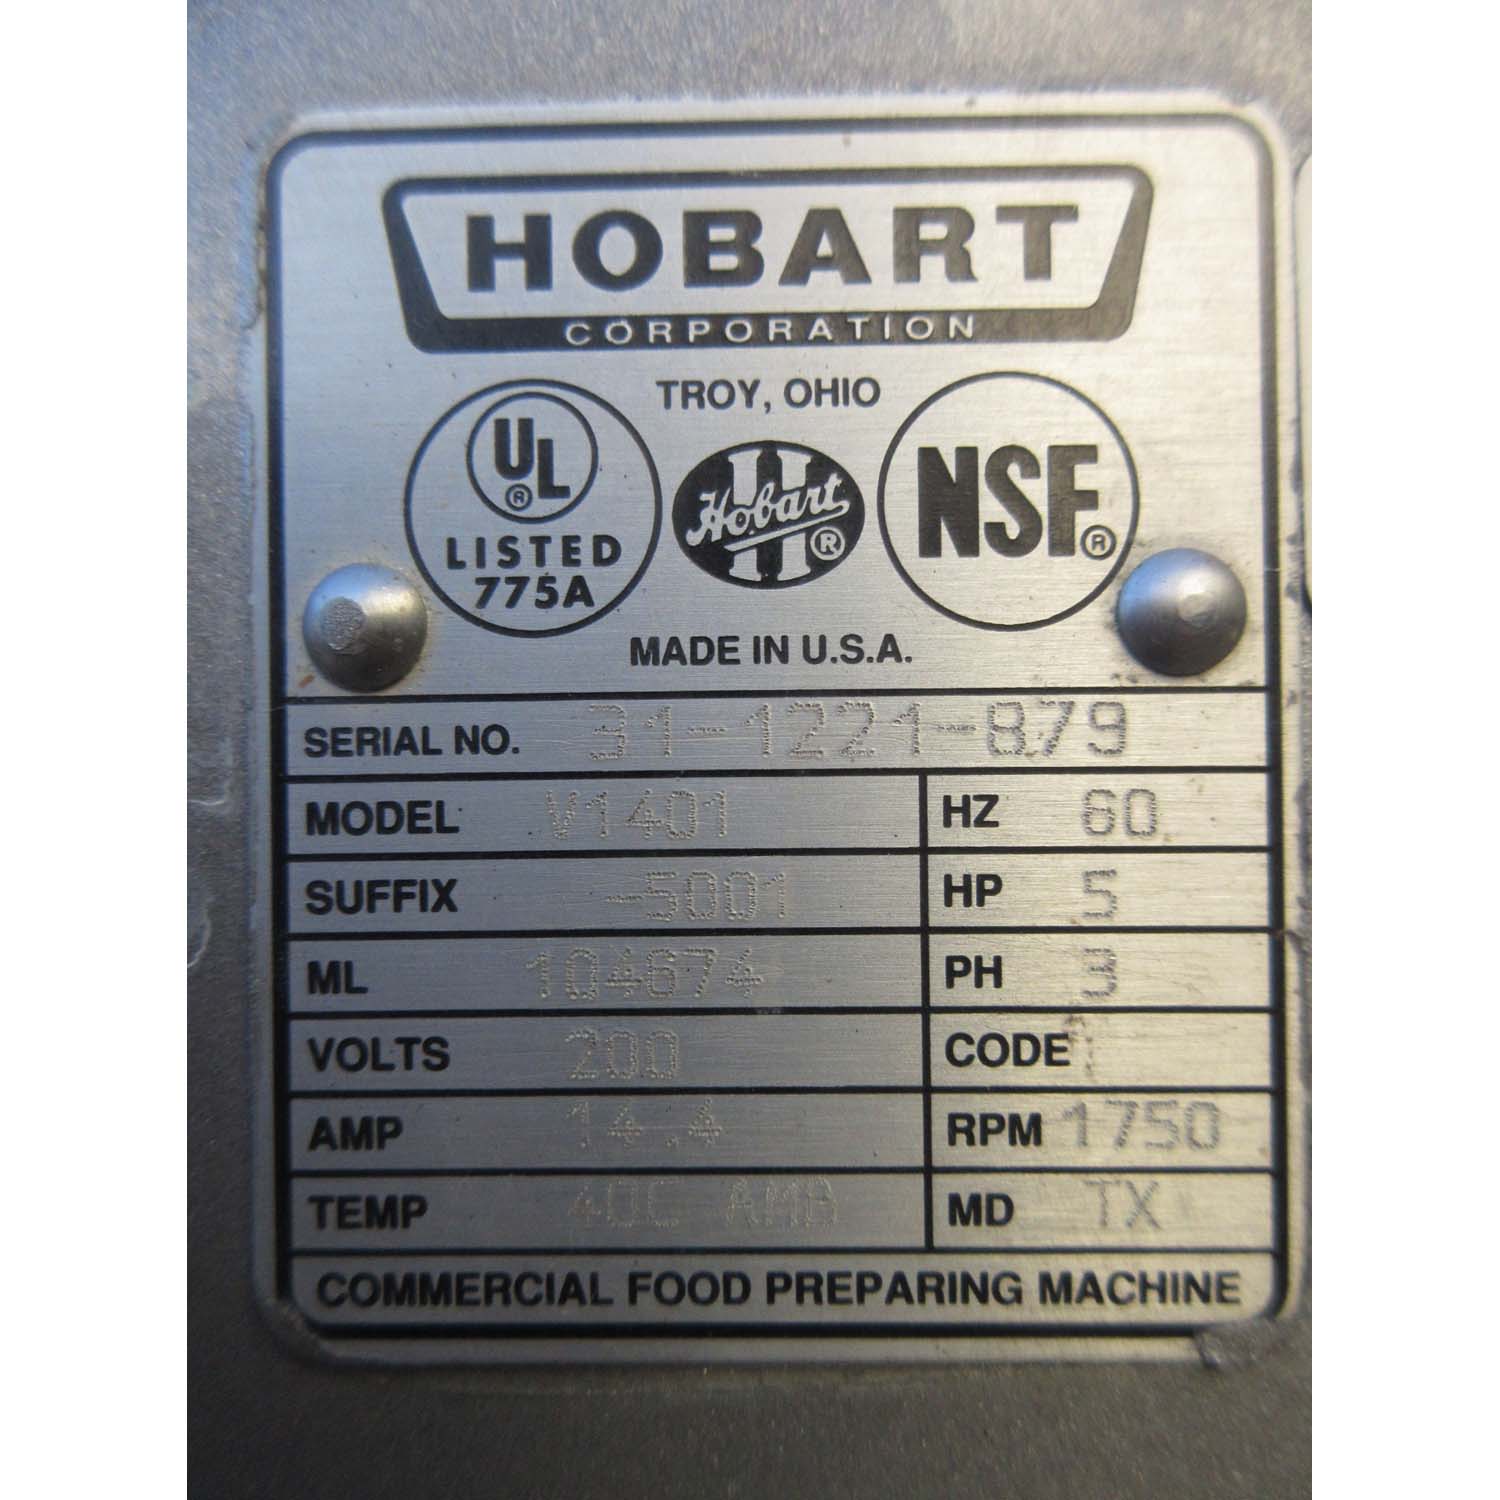 HOBART
CORPORATION
TROY, OHIO
UL ®
LISTED
775A
Hobart ®
NSF®
MADE IN U.S.A.
SERIAL NO. 31-1221-879
MODEL V1401 HZ 60
SUFFIX -5001 HP 5
ML 104674 PH 3
VOLTS 200 CODE
AMP 14.4 RPM 1750
TEMP 40C AMB MD TX
COMMERCIAL FOOD PREPARING MACHINE